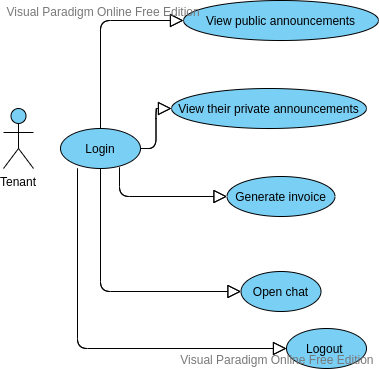 Visual Paradigm Online Free Edition
View public announcements
View their private announcements
Login
Tenant
Generate invoice
Open chat
Logout
Visual Paradigm Online Free Edition